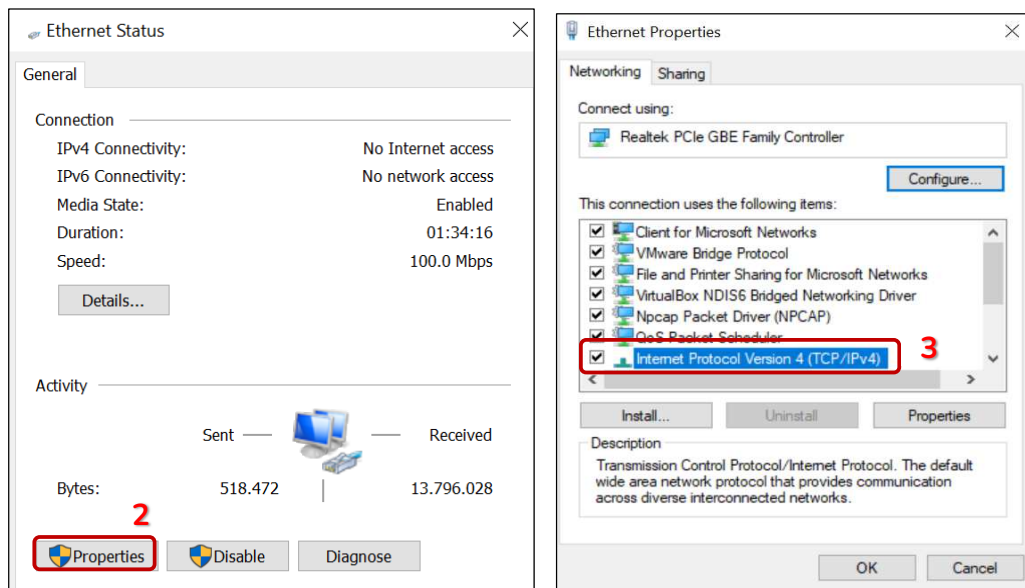 Ethernet Status
General
Connection
IPv4 Connectivity: No Internet access
IPv6 Connectivity: No network access
Media State: Enabled
Duration: 01:34:16
Speed: 100.0 Mbps
Details...
Activity
Sent Received
Bytes: 518.472 13.796.028
2
Properties Disable Diagnose
Ethernet Properties
Networking Sharing
Connect using:
Realtek PCIe GBE Family Controller
Configure...
This connection uses the following items:
Client for Microsoft Networks
VMware Bridge Protocol
File and Printer Sharing for Microsoft Networks
VirtualBox NDIS6 Bridged Networking Driver
Npcap Packet Driver (NPCAP)
QoS Packet Scheduler
Internet Protocol Version 4 (TCP/IPv4) 3
Install... Uninstall Properties
Description
Transmission Control Protocol/Internet Protocol. The default
wide area network protocol that provides communication
across diverse interconnected networks.
OK Cancel